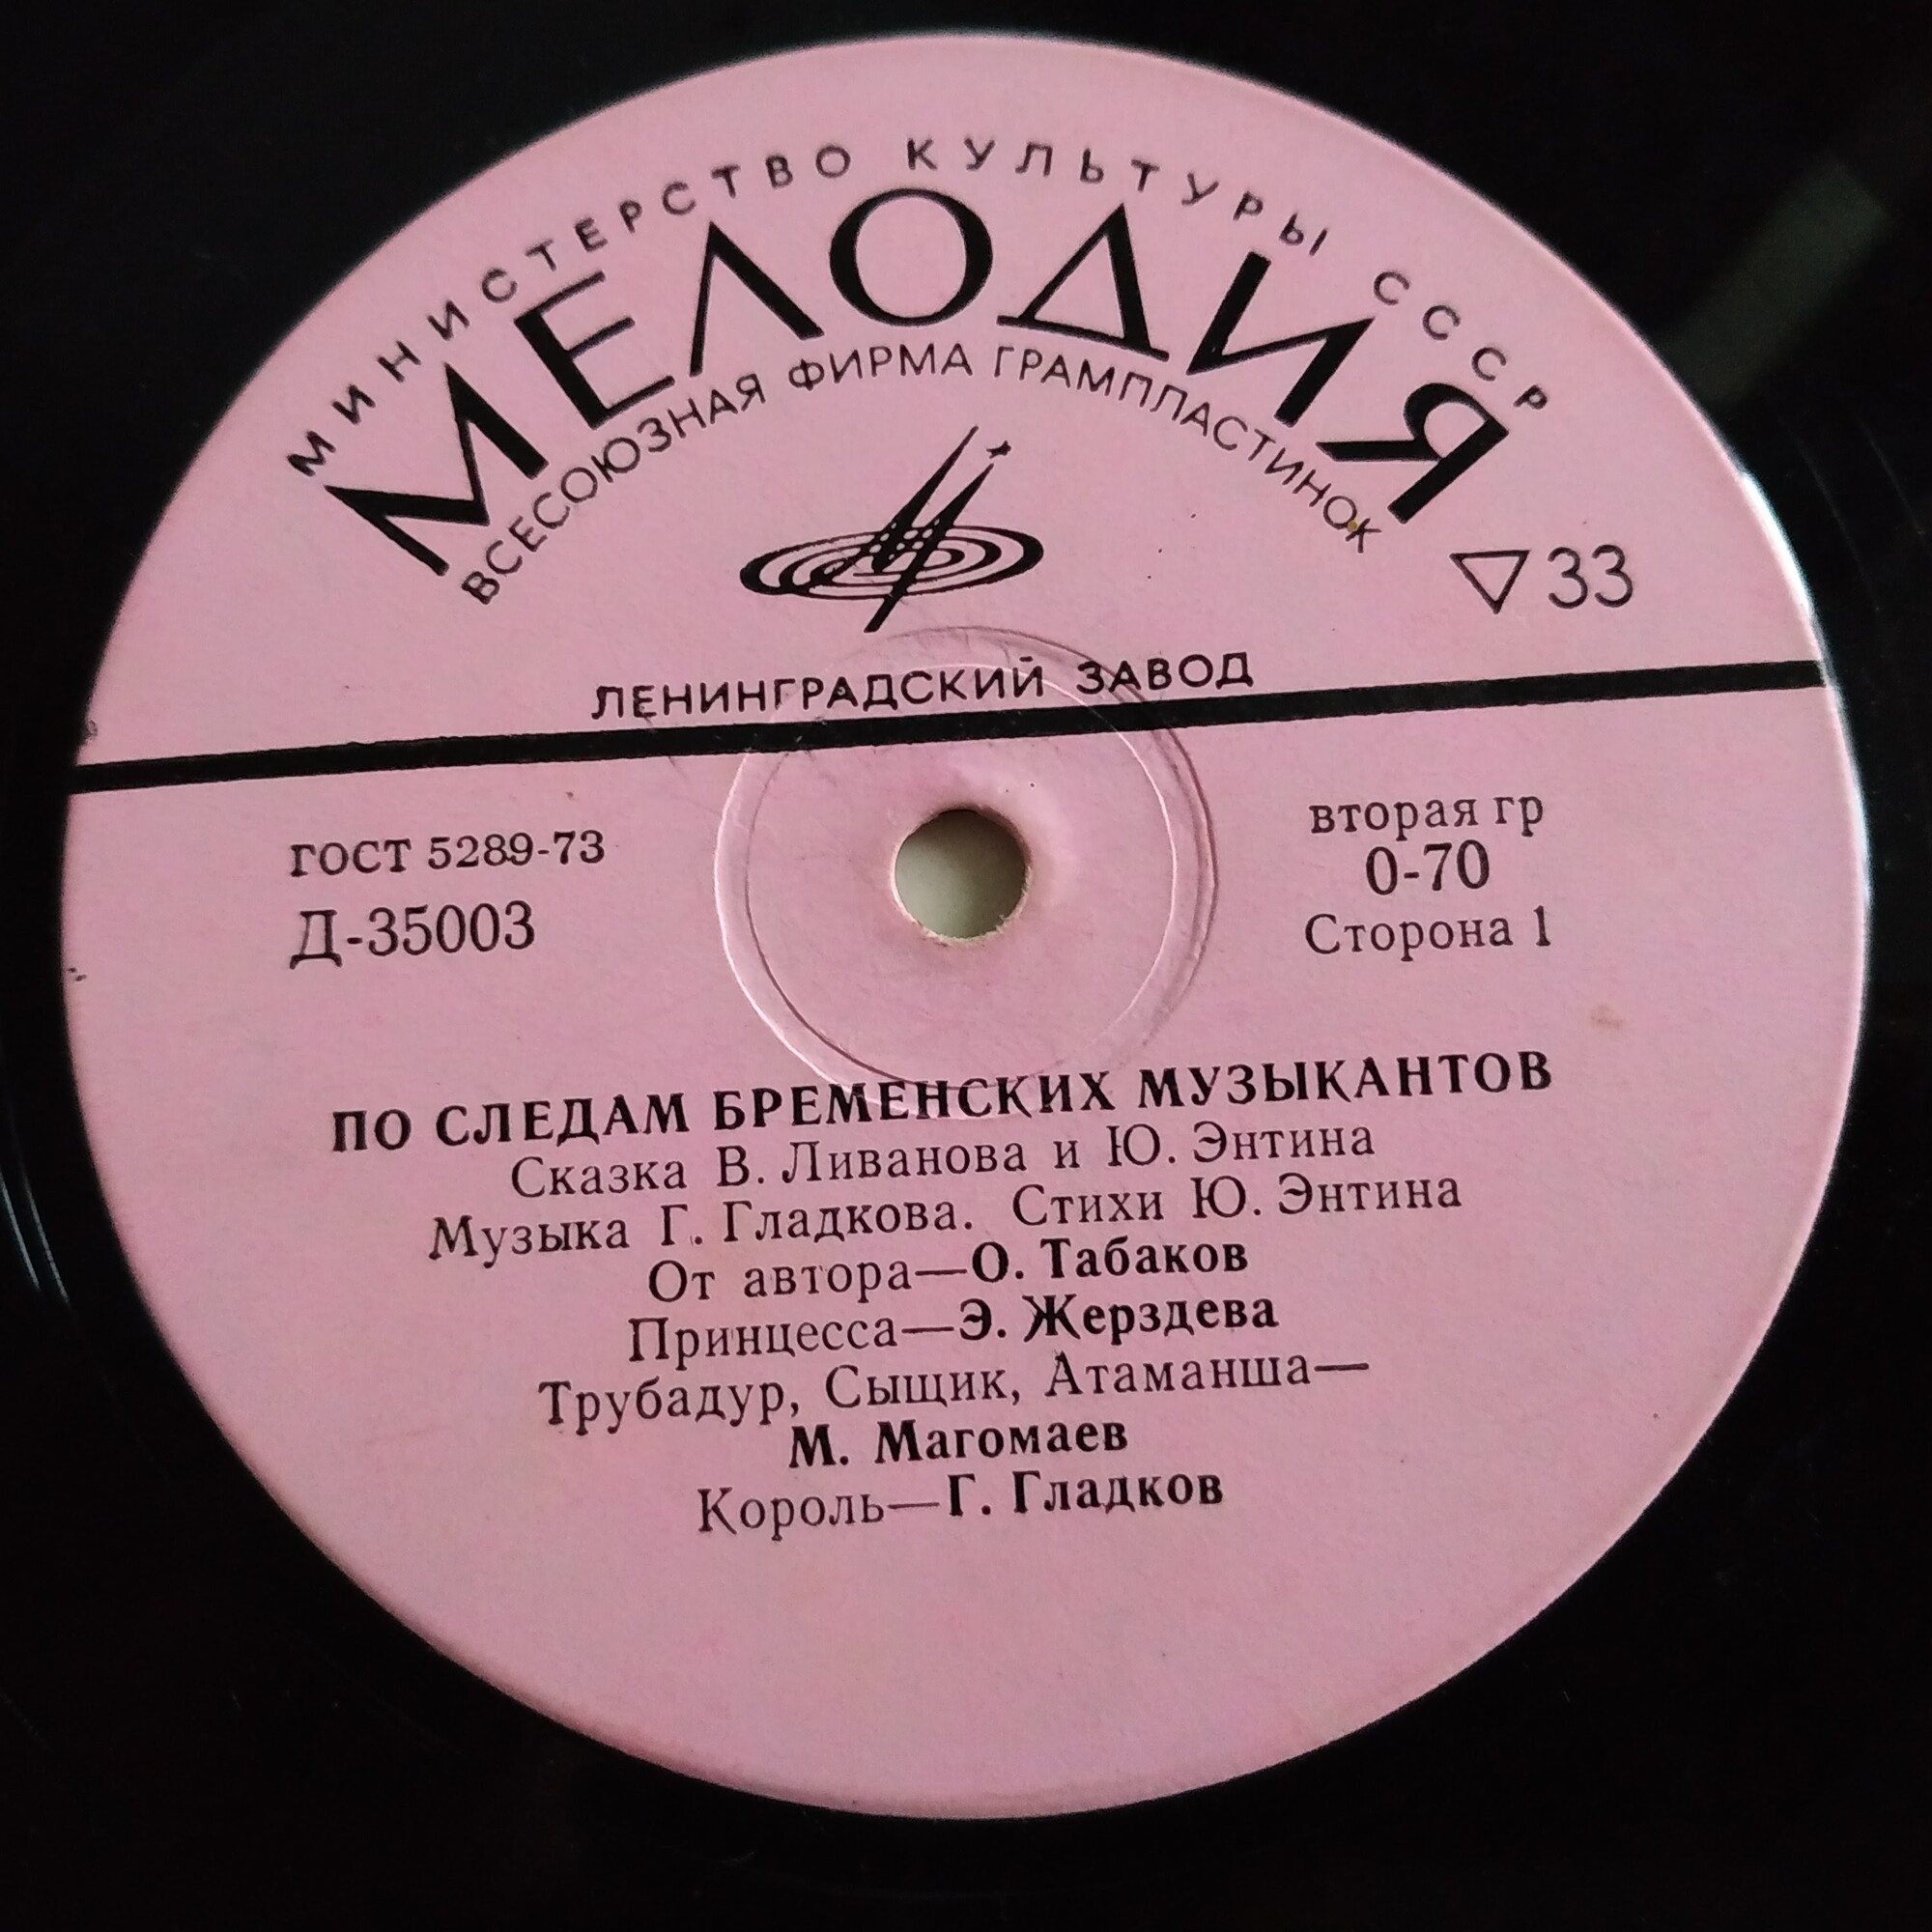 МИНИСТЕРСТВО КУЛЬТУРЫ СССР
МЕЛОДИЯ
ВСЕСОЮЗНАЯ ФИРМА ГРАМПЛАСТИНОК
▽33
ЛЕНИНГРАДСКИЙ ЗАВОД
ГОСТ 5289-73
Д-35003
вторая гр
0-70
Сторона 1
ПО СЛЕДАМ БРЕМЕНСКИХ МУЗЫКАНТОВ
Сказка В. Ливанова и Ю. Энтина
Музыка Г. Гладкова. Стихи Ю. Энтина
От автора—О. Табаков
Принцесса—Э. Жерздева
Трубадур, Сыщик, Атаманша—
М. Магомаев
Король—Г. Гладков